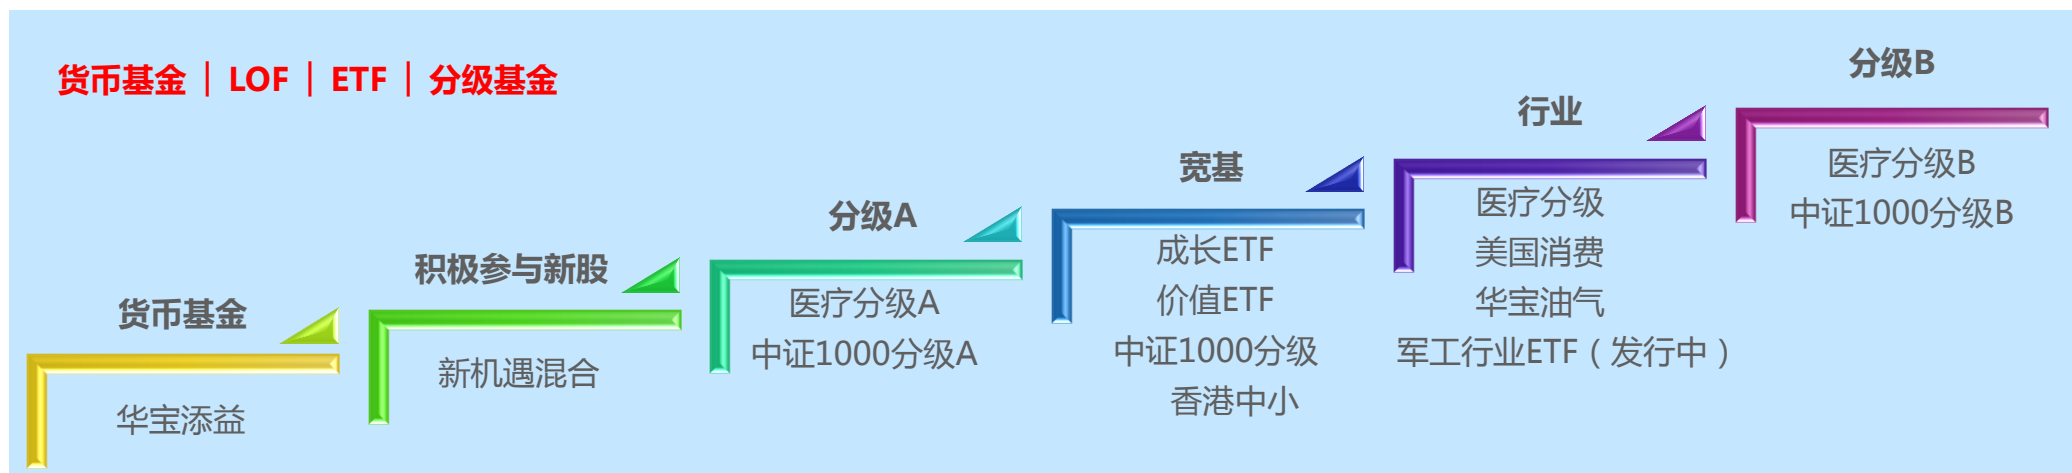 货币基金｜LOF｜ETF｜分级基金
货币基金
华宝添益
积极参与新股
新机遇混合
分级A
医疗分级A
中证1000分级A
宽基
成长ETF
价值ETF
中证1000分级
香港中小
行业
医疗分级
美国消费
华宝油气
军工行业ETF（发行中）
分级B
医疗分级B
中证1000分级B